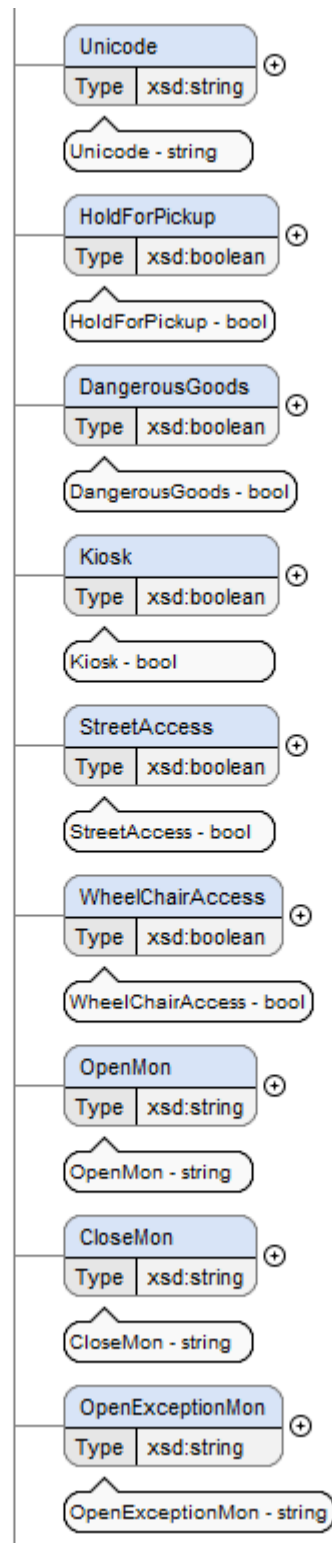 Unicode
Type xsd:string
Unicode - string
HoldForPickup
Type xsd:boolean
HoldForPickup - bool
DangerousGoods
Type xsd:boolean
DangerousGoods - bool
Kiosk
Type xsd:boolean
Kiosk - bool
StreetAccess
Type xsd:boolean
StreetAccess - bool
WheelChairAccess
Type xsd:boolean
WheelChairAccess - bool
OpenMon
Type xsd:string
OpenMon - string
CloseMon
Type xsd:string
CloseMon - string
OpenExceptionMon
Type xsd:string
OpenExceptionMon - string